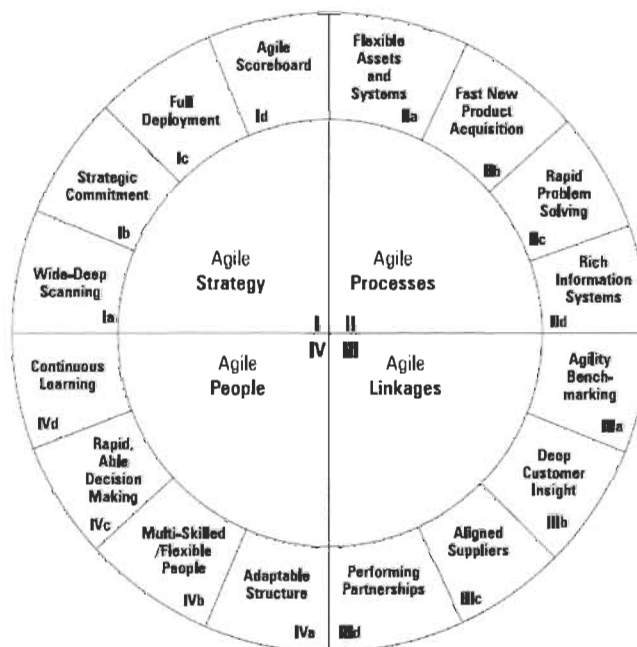 Agile
Scoreboard
Id
Flexible
Assets
and
Systems
IIa
Full
Deployment
Ic
Fast New
Product
Acquisition
IIb
Strategic
Commitment
Ib
Rapid
Problem
Solving
IIc
Wide-Deep
Scanning
Ia
Agile
Strategy
I
Agile
Processes
II
Rich
Information
Systems
IId
Continuous
Learning
IVd
IV
Agile
People
III
Agile
Linkages
Agility
Bench-
marking
IIIa
Rapid,
Able
Decision
Making
IVc
Deep
Customer
Insight
IIIb
Multi-Skilled
/Flexible
People
IVb
Aligned
Suppliers
IIIc
Adaptable
Structure
IVa
Performing
Partnerships
IIId